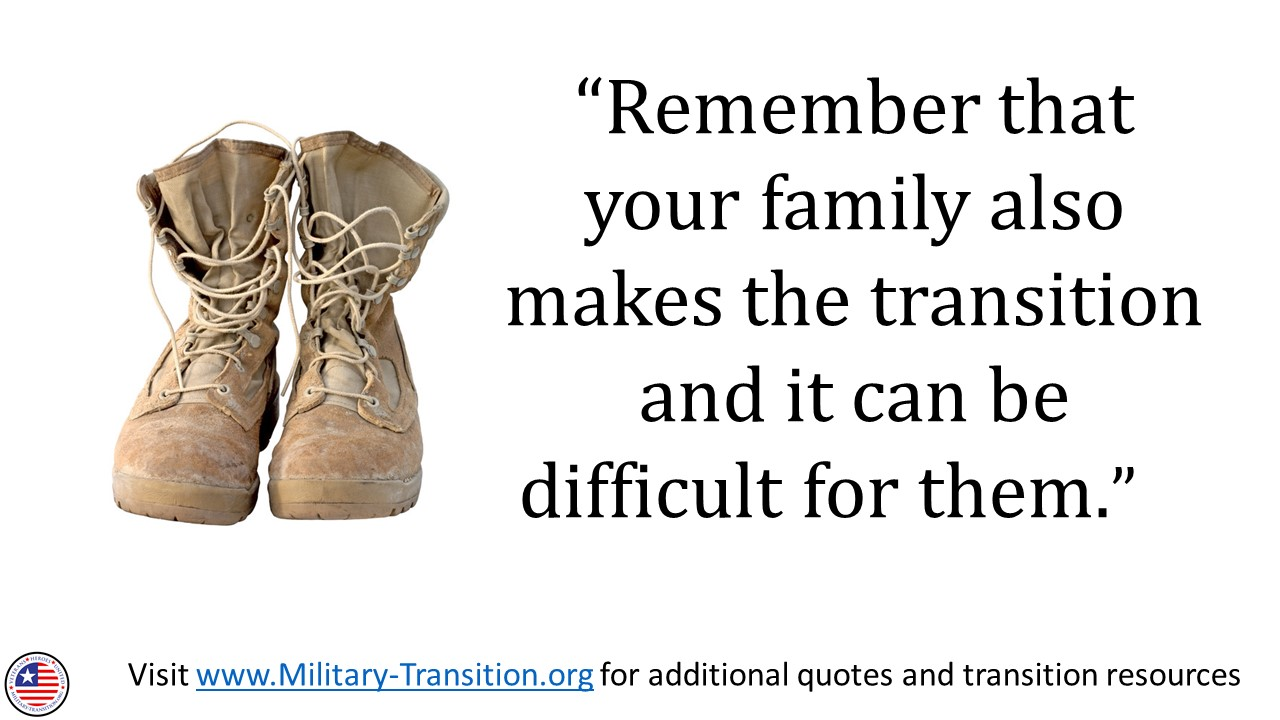 “Remember that
your family also
makes the transition
and it can be
difficult for them.”
Visit www.Military-Transition.org for additional quotes and transition resources